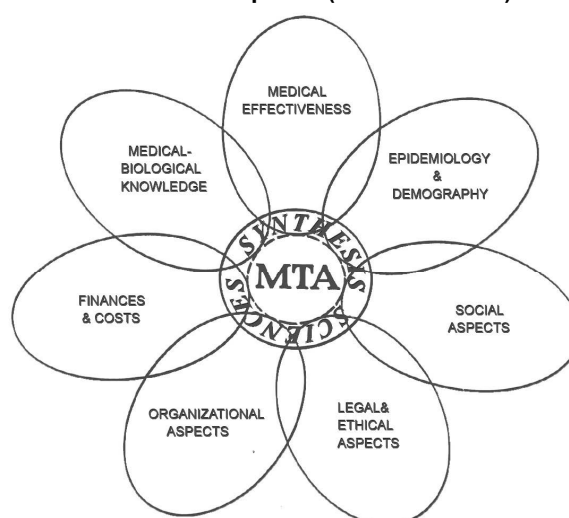 MEDICAL
EFFECTIVENESS
EPIDEMIOLOGY
&
DEMOGRAPHY
SOCIAL
ASPECTS
LEGAL&
ETHICAL
ASPECTS
ORGANIZATIONAL
ASPECTS
FINANCES
& COSTS
MEDICAL-
BIOLOGICAL
KNOWLEDGE
SYNTHESIS
SCIENCES
MTA